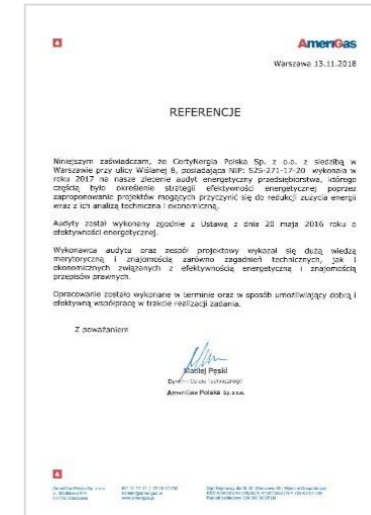 AmeriGas
Warszawa 13.11.2018
REFERENCJE
Niniejszym zaświadczam, że CertyNergia Polska Sp. z o.o. z siedzibą w
Warszawie przy ulicy Wiślanej 8, posiadająca NIP: 525-271-17-20 wykonała w
roku 2017 na nasze zlecenie audyt energetyczny przedsiębiorstwa, którego
częścią było określenie strategii efektywności energetycznej poprzez
zaproponowanie projektów mogących przyczynić się do redukcji zużycia energii
wraz z ich analizą techniczną i ekonomiczną.
Audyty został wykonany zgodnie z Ustawą z dnia 20 maja 2016 roku o
efektywności energetycznej.
Wykonawca audytu oraz zespół projektowy wykazał się dużą wiedzą
merytoryczną i znajomością zarówno zagadnień technicznych, jak i
ekonomicznych związanych z efektywnością energetyczną i znajomością
przepisów prawnych.
Opracowanie zostało wykonane w terminie oraz w sposób umożliwiający dobrą i
efektywną współpracę w trakcie realizacji zadania.
Z poważaniem
Maciej Pęski
AmeriGas Polska Sp. z o.o.